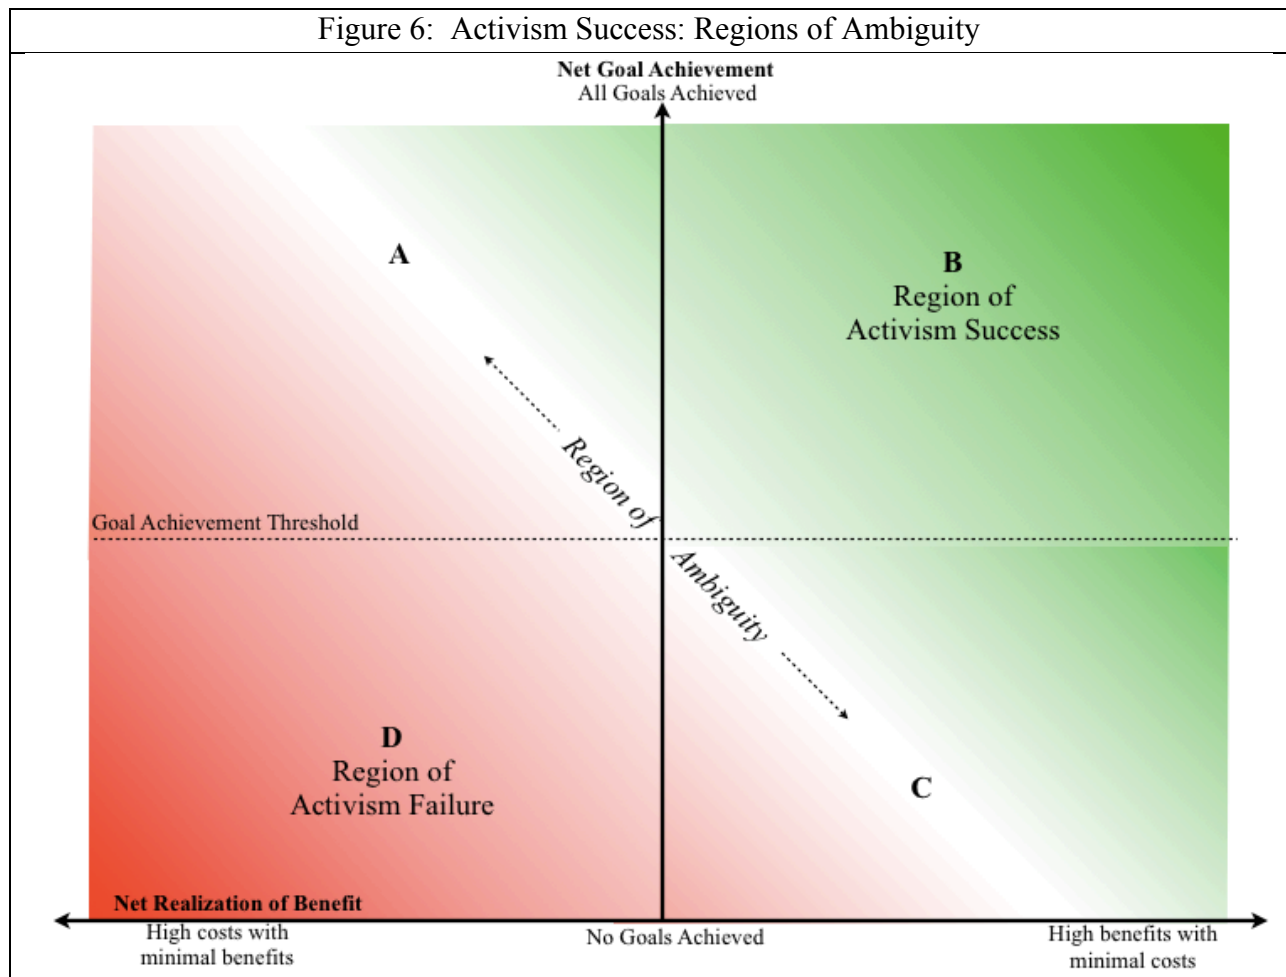 Figure 6:  Activism Success: Regions of Ambiguity
Net Goal Achievement
All Goals Achieved
A
B
Region of
Activism Success
Region of
Goal Achievement Threshold
Ambiguity
D
Region of
Activism Failure
C
Net Realization of Benefit
High costs with
minimal benefits
No Goals Achieved
High benefits with
minimal costs